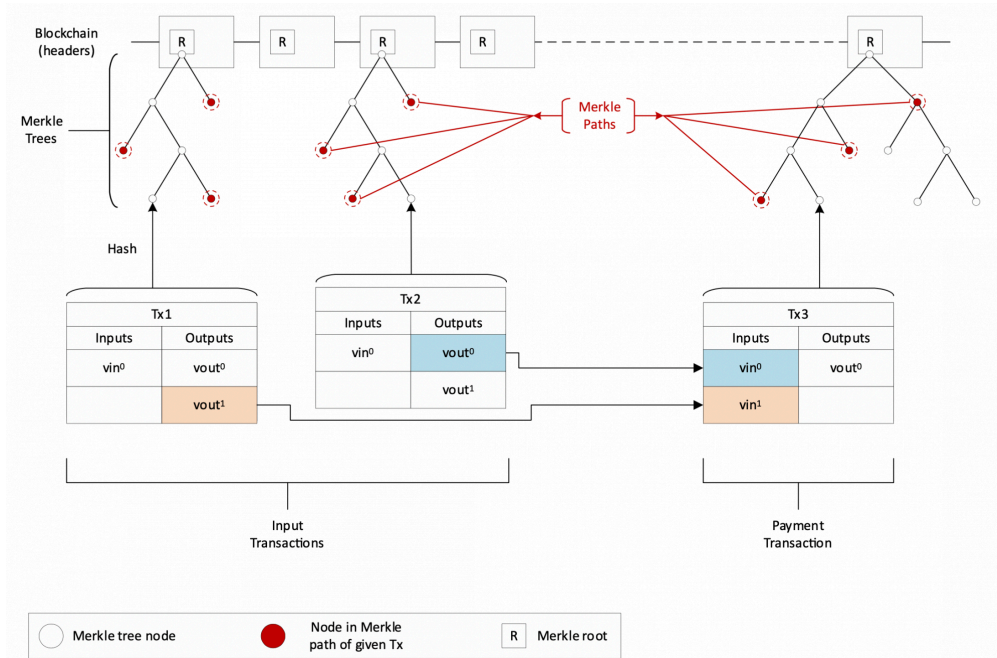 Blockchain
(headers)
R
R
R
R
R
Merkle
Trees
Merkle
Paths
Hash
Tx1
Inputs
Outputs
vin⁰
vout⁰
vout¹
Tx2
Inputs
Outputs
vin⁰
vout⁰
vout¹
Tx3
Inputs
Outputs
vin⁰
vout⁰
vin¹
Input
Transactions
Payment
Transaction
Merkle tree node
Node in Merkle
path of given Tx
R
Merkle root